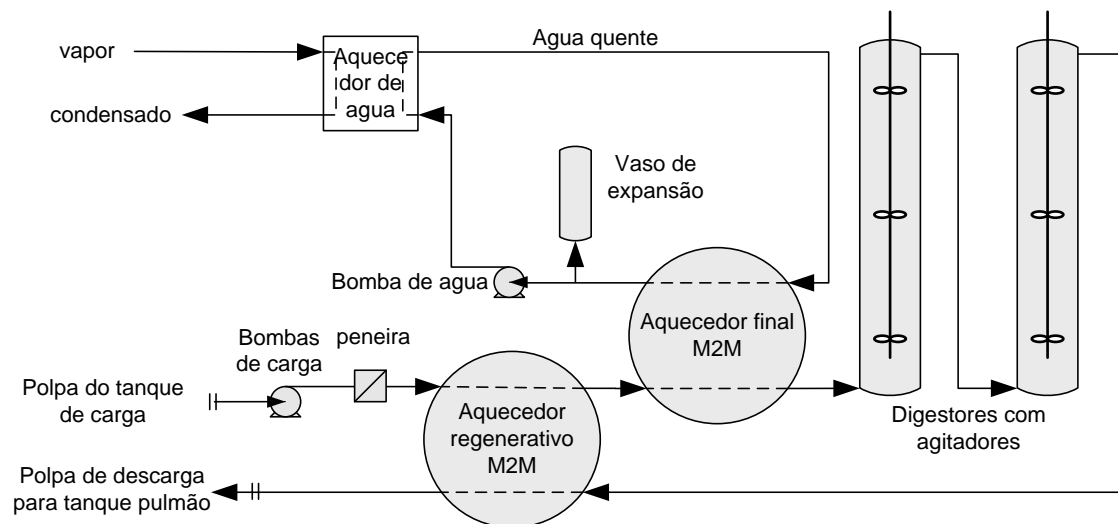 vapor
Aquece
dor de
agua
Agua quente
condensado
Vaso de
expansão
Bomba de agua
Aquecedor final
M2M
Bombas
de carga
peneira
Polpa do tanque
de carga
Aquecedor
regenerativo
M2M
Digestores com
agitadores
Polpa de descarga
para tanque pulmão